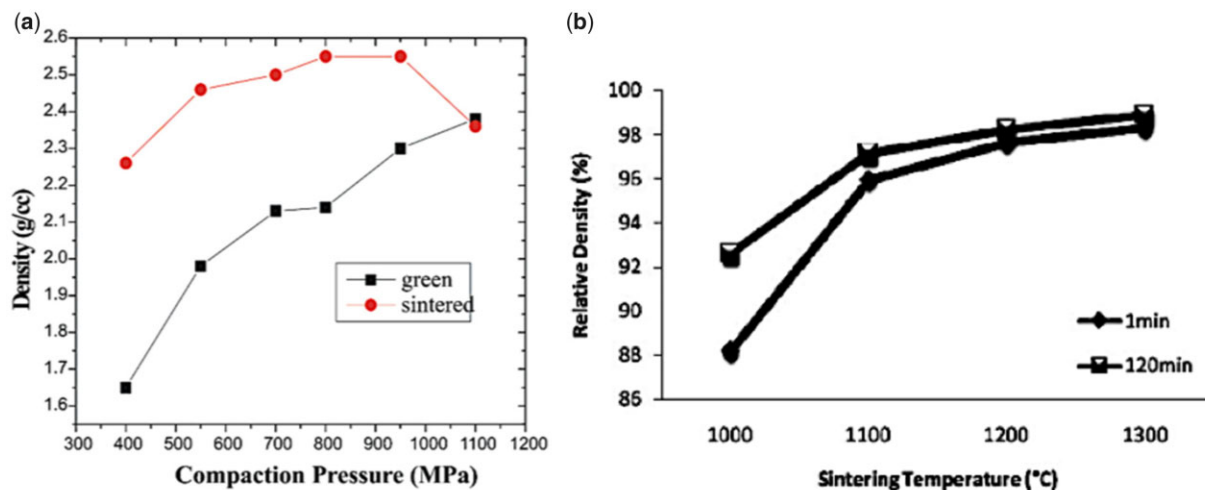 (a)
2.6
2.5
2.4
2.3
2.2
2.1
2.0
1.9
1.8
1.7
1.6
Density (g/cc)
green
sintered
300 400 500 600 700 800 900 1000 1100 1200
Compaction Pressure (MPa)
(b)
100
98
95
92
90
88
86
Relative Density (%)
1min
120min
1000 1100 1200 1300
Sintering Temperature (°C)